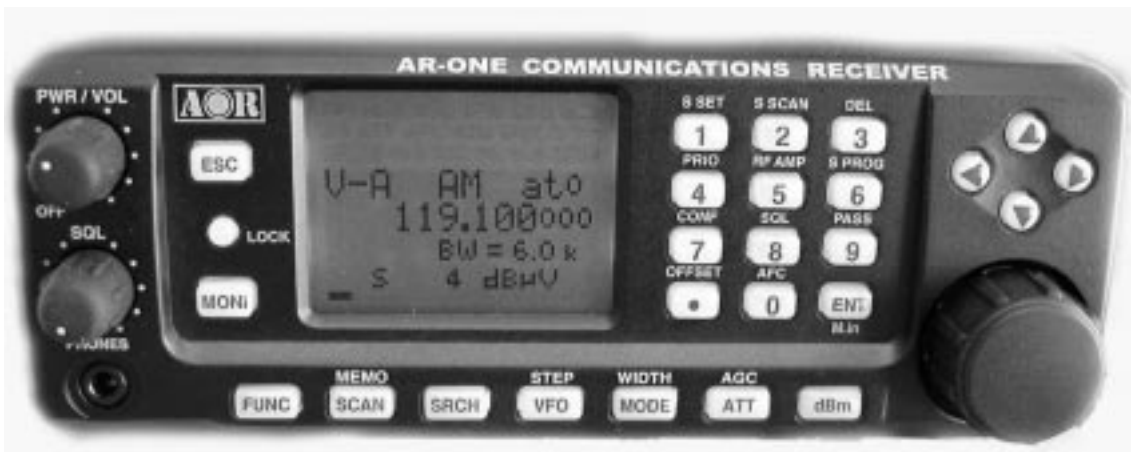 AR-ONE COMMUNICATIONS RECEIVER
PWR / VOL
OFF
SQL
PHONES
AOR
ESC
LOCK
MONi
V-A AM ato
119.100000
BW = 6.0 k
S 4 dBμV
S SET S SCAN DEL
1 2 3
PRIO RF AMP S PROG
4 5 6
CONF SQL PASS
7 8 9
OFFSET AFC
• 0 ENT
M.in
MEMO STEP WIDTH AGC
FUNC SCAN SRCH VFO MODE ATT dBm